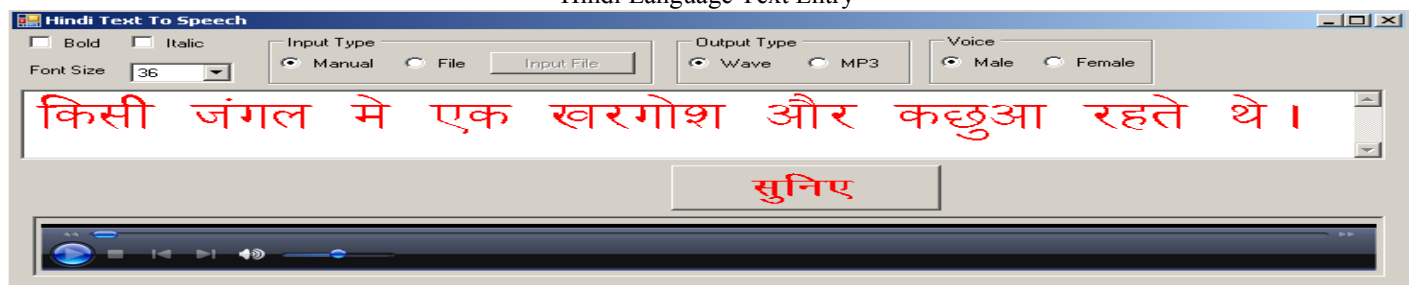 Hindi Language Text Entry
Hindi Text To Speech
Bold Italic Input Type Output Type Voice
Font Size 36 Manual File Input File Wave MP3 Male Female
किसी जंगल मे एक खरगोश और कछुआ रहते थे ।
सुनिए